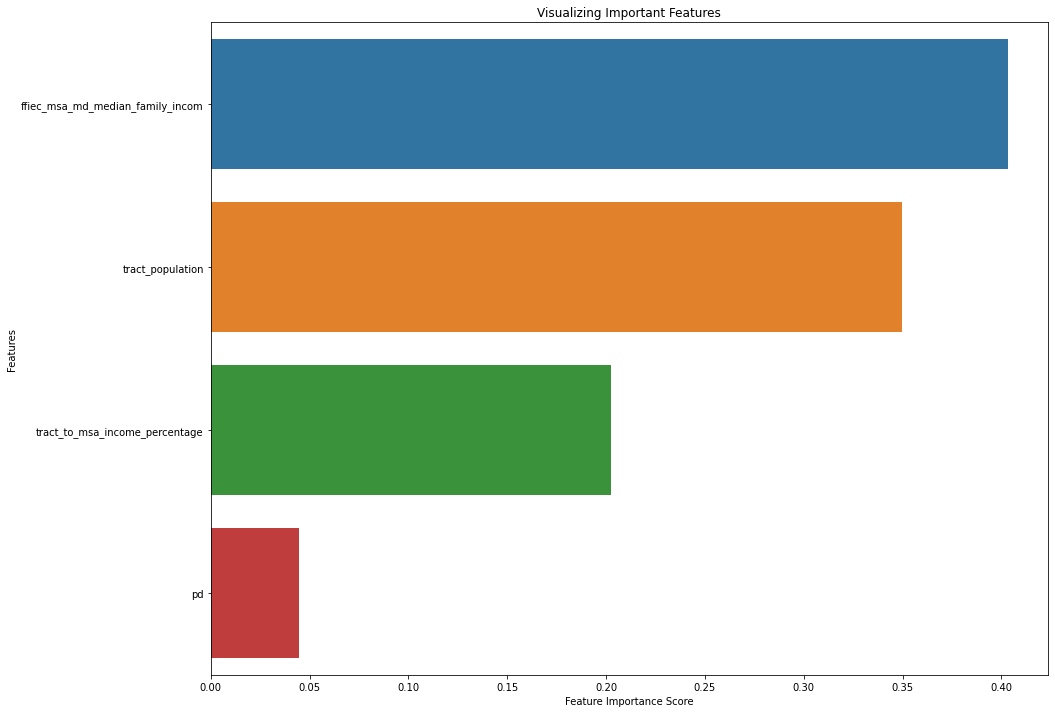 Visualizing Important Features
ffiec_msa_md_median_family_incom
tract_population
tract_to_msa_income_percentage
pd
Features
0.00 0.05 0.10 0.15 0.20 0.25 0.30 0.35 0.40
Feature Importance Score